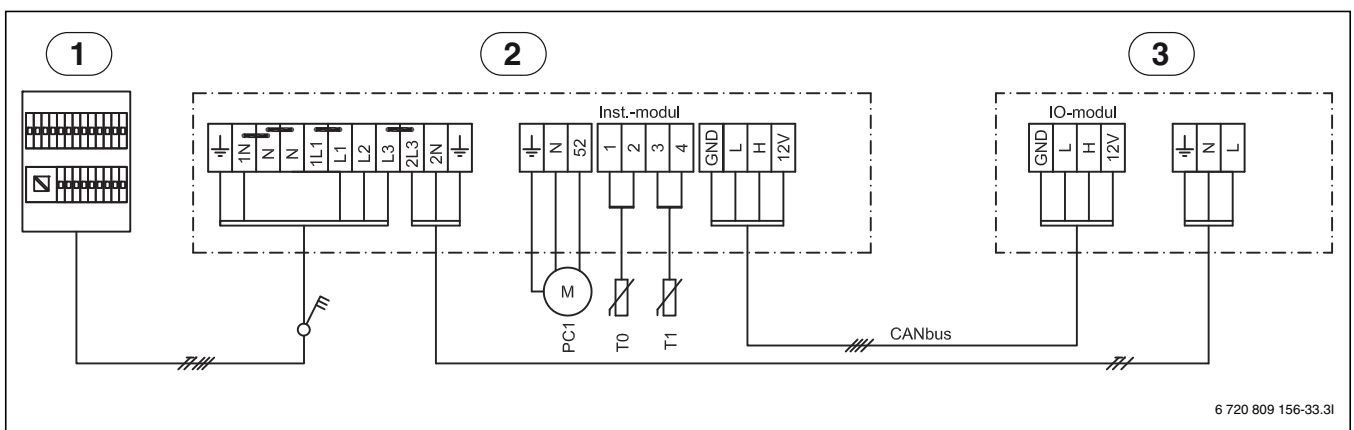 1
2
3
Inst.-modul
IO-modul
1N
N
N
1L1
L1
L2
L3
2L3
2N
N
52
1
2
3
4
GND
L
H
12V
GND
L
H
12V
N
L
M
PC1
T0
T1
CANbus
6 720 809 156-33.3I